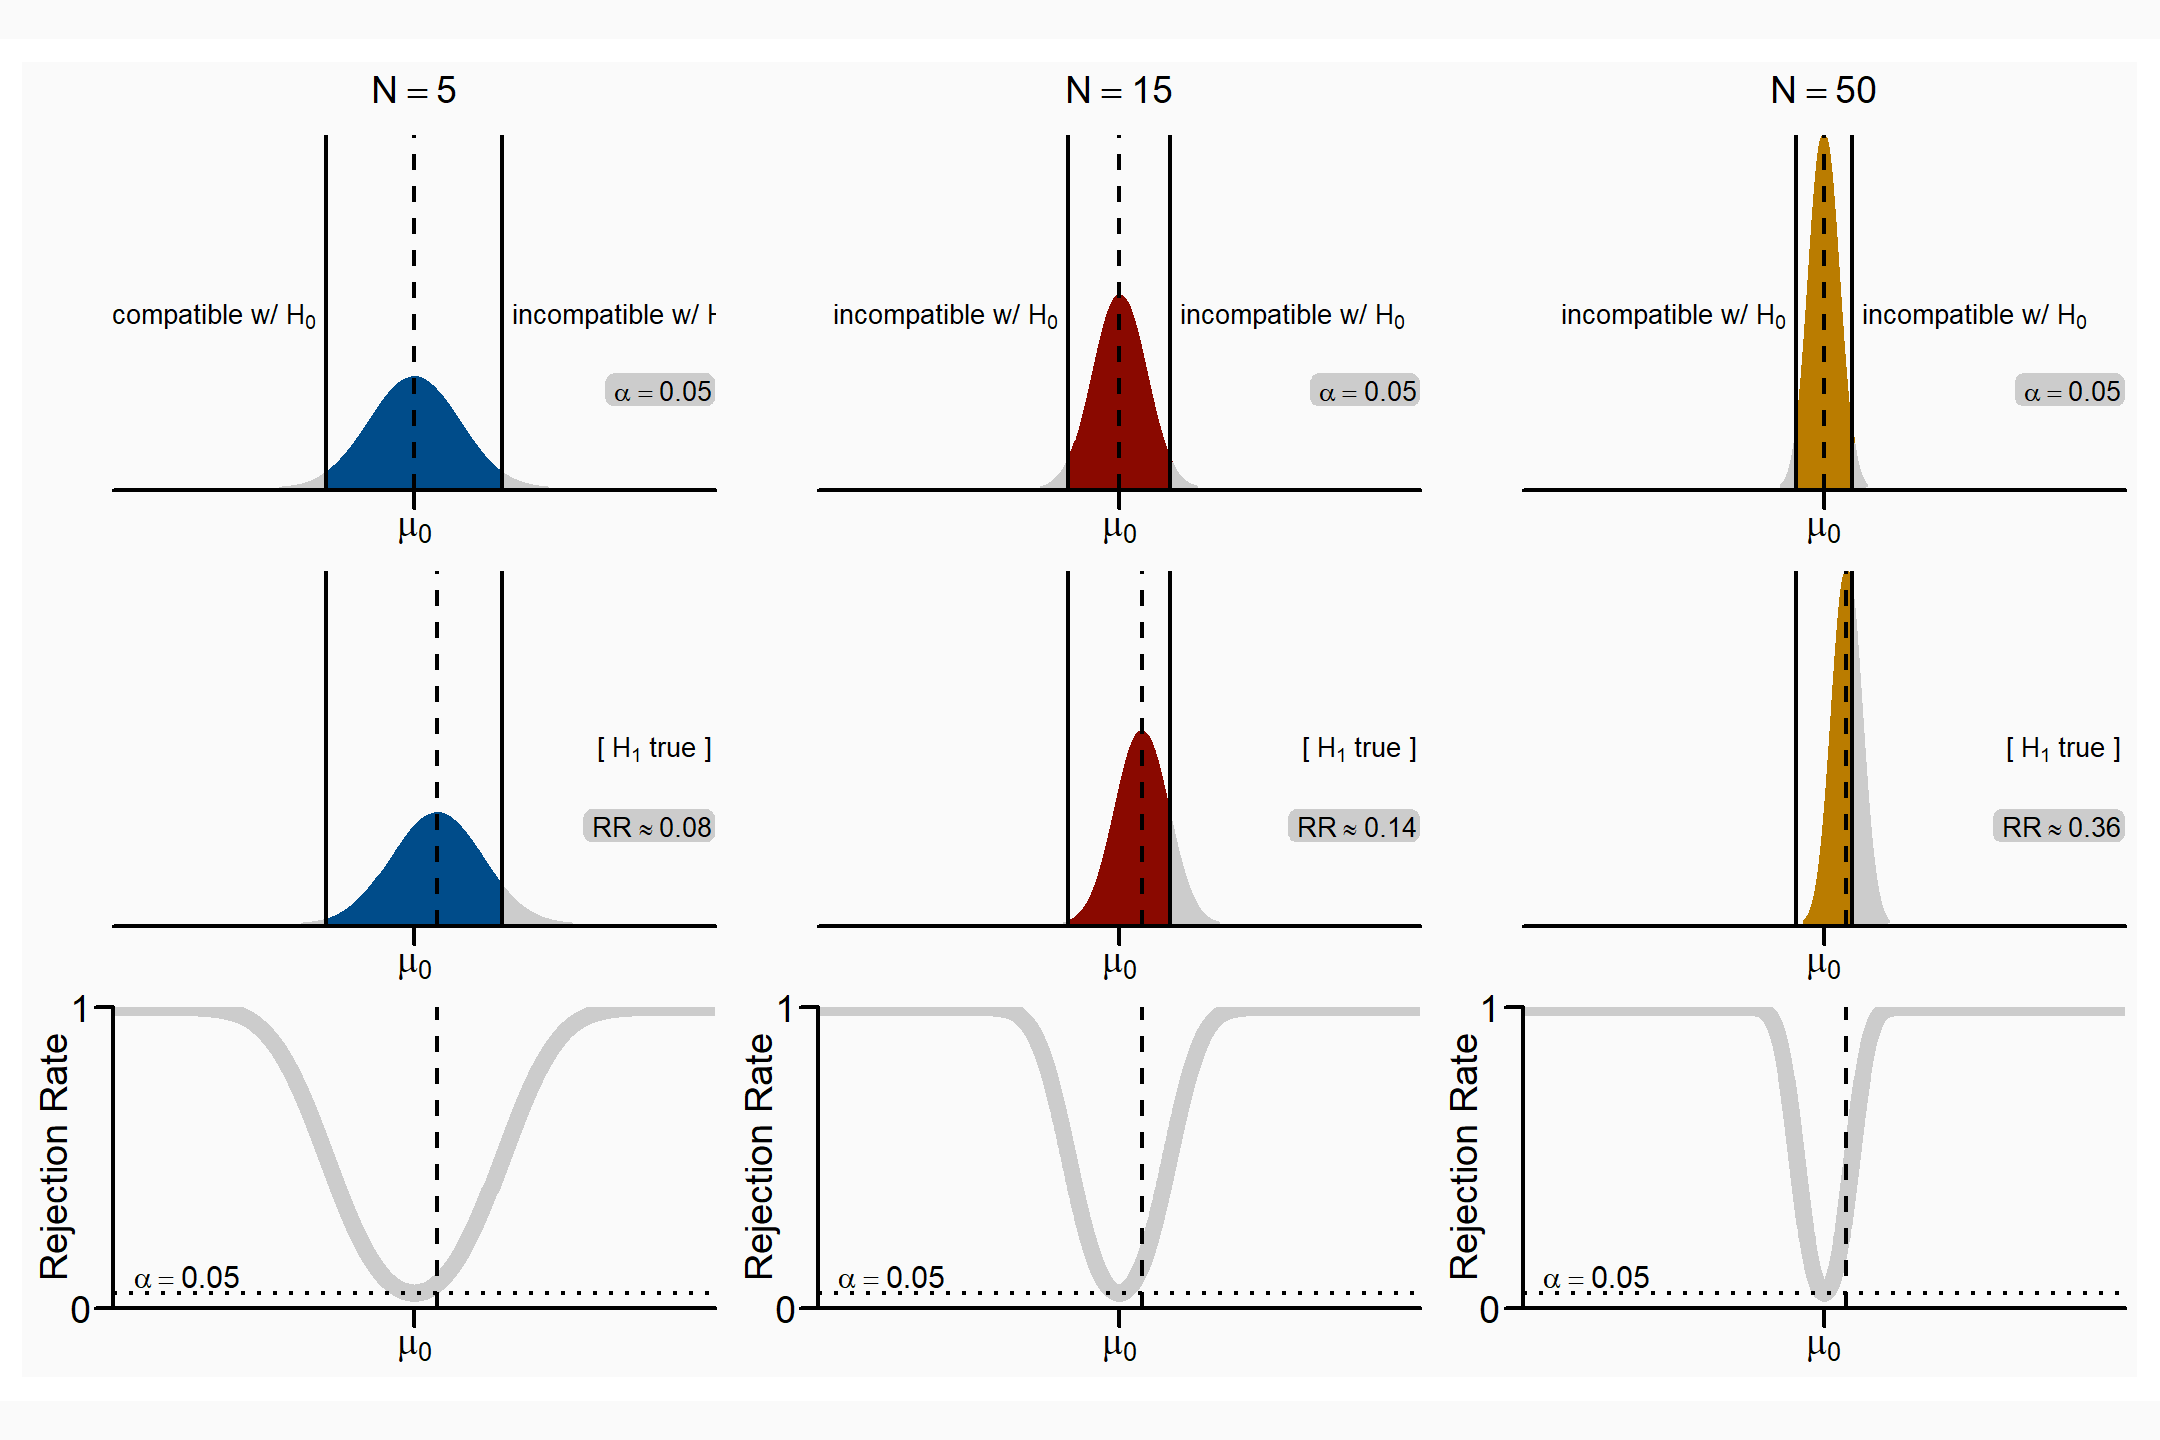 N = 5
N = 15
N = 50
compatible w/ H₀
incompatible w/ H
incompatible w/ H₀
incompatible w/ H₀
incompatible w/ H₀
incompatible w/ H₀
α = 0.05
α = 0.05
α = 0.05
μ₀
μ₀
μ₀
[ H₁ true ]
[ H₁ true ]
[ H₁ true ]
RR ≈ 0.08
RR ≈ 0.14
RR ≈ 0.36
μ₀
μ₀
μ₀
1
Rejection Rate
α = 0.05
0
μ₀
1
Rejection Rate
α = 0.05
0
μ₀
1
Rejection Rate
α = 0.05
0
μ₀